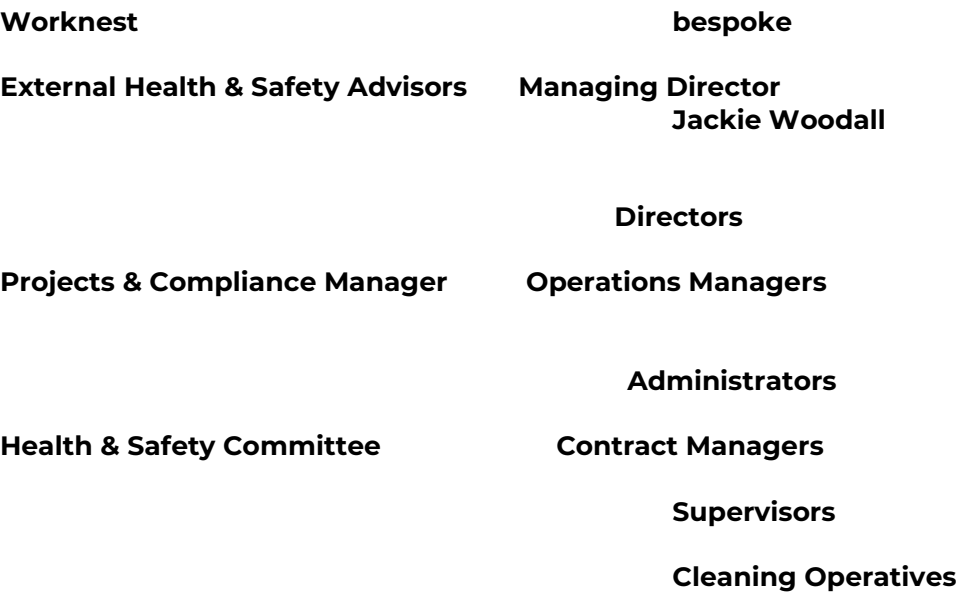 Worknest bespoke
External Health & Safety Advisors Managing Director
Jackie Woodall
Directors
Projects & Compliance Manager Operations Managers
Administrators
Health & Safety Committee Contract Managers
Supervisors
Cleaning Operatives